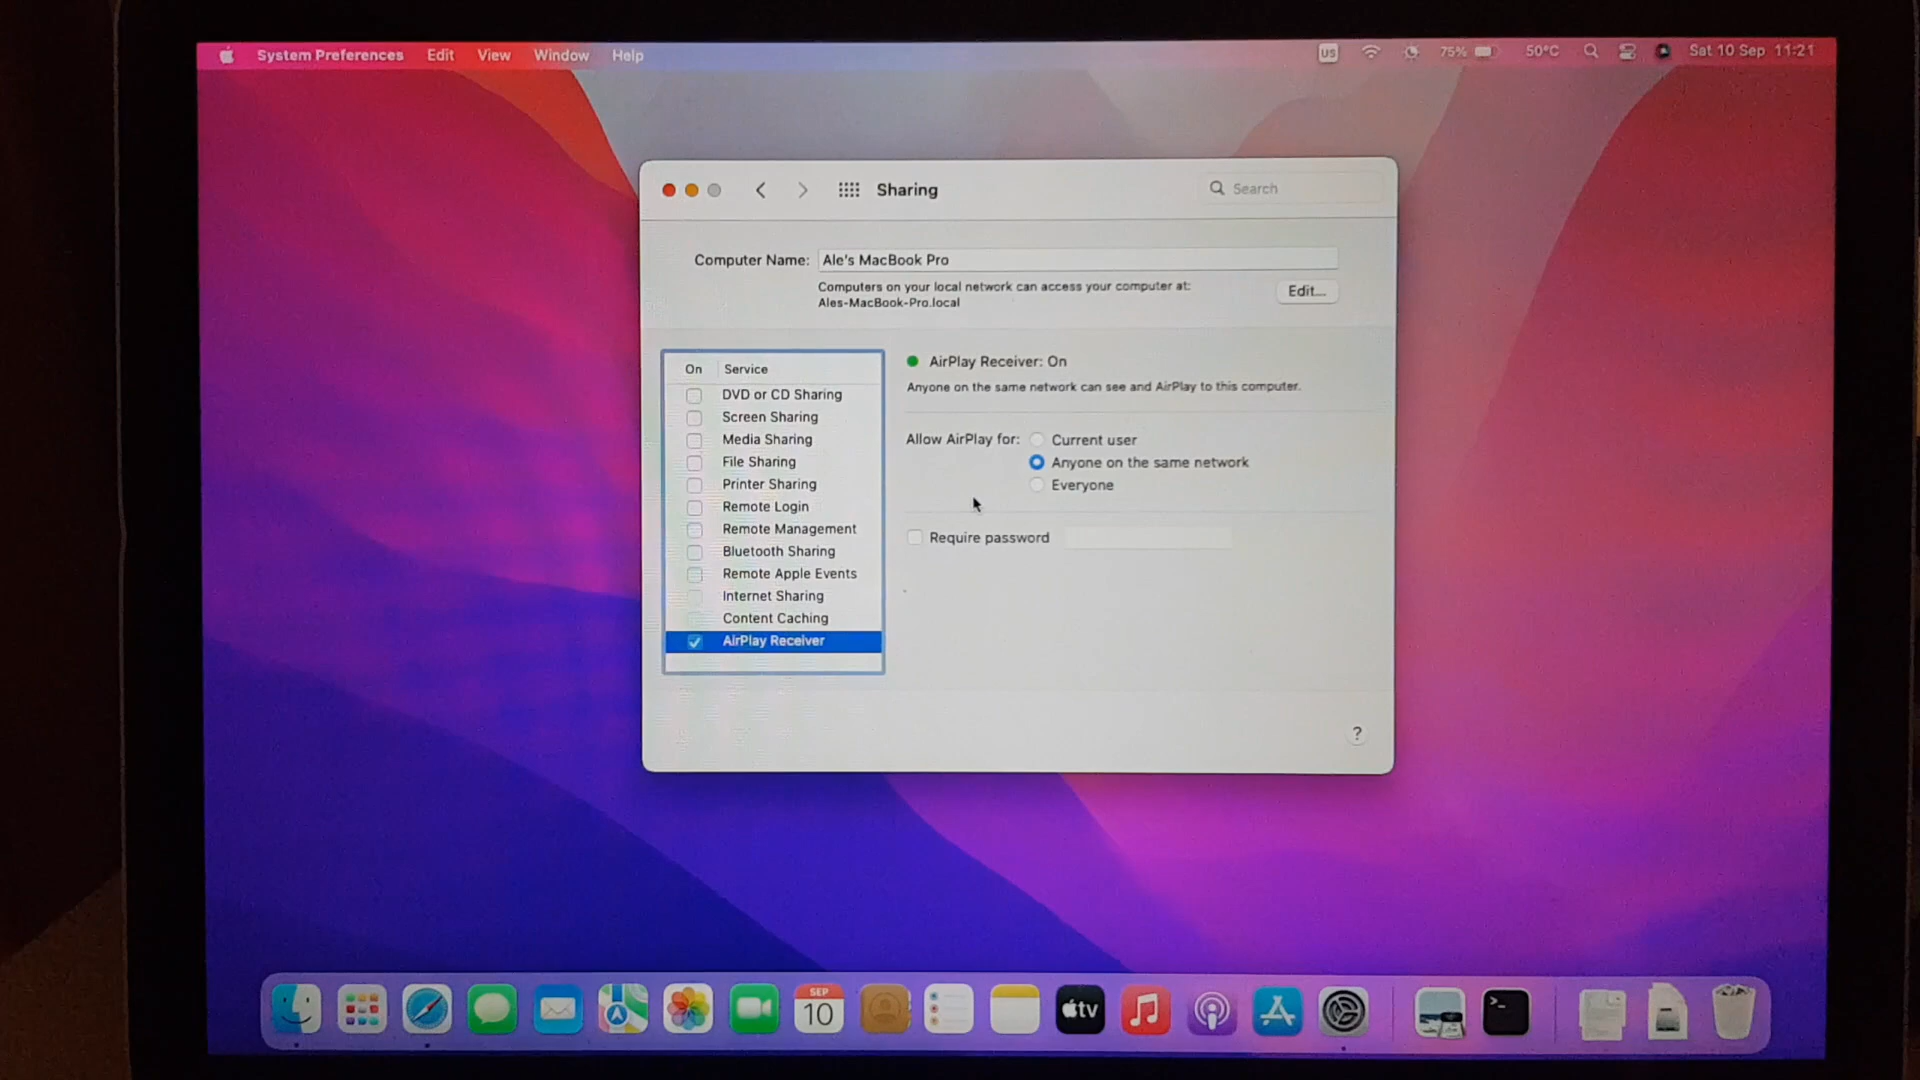 System Preferences Edit View Window Help
US 75% 50°C Sat 10 Sep 11:21
Sharing
Search
Computer Name: Ale's MacBook Pro
Computers on your local network can access your computer at:
Ales-MacBook-Pro.local
Edit...
On Service
DVD or CD Sharing
Screen Sharing
Media Sharing
File Sharing
Printer Sharing
Remote Login
Remote Management
Bluetooth Sharing
Remote Apple Events
Internet Sharing
Content Caching
AirPlay Receiver
AirPlay Receiver: On
Anyone on the same network can see and AirPlay to this computer.
Allow AirPlay for: Current user
Anyone on the same network
Everyone
Require password
?
SEP
10
tv